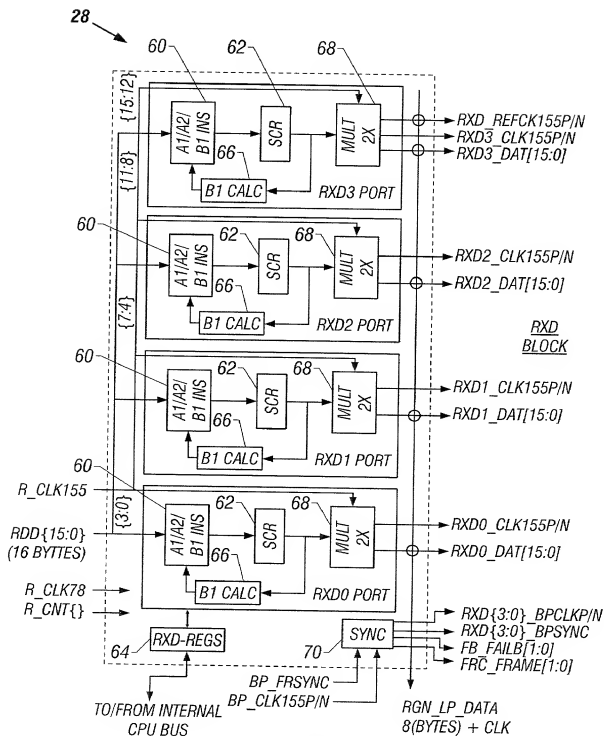 28
60
62
68
{15:12}
A1/A2/
B1 INS
SCR
MULT
2X
66
B1 CALC
RXD3 PORT
RXD_REFCK155P/N
RXD3_CLK155P/N
RXD3_DAT[15:0]
{11:8}
60
62
68
A1/A2/
B1 INS
SCR
MULT
2X
66
B1 CALC
RXD2 PORT
RXD2_CLK155P/N
RXD2_DAT[15:0]
RXD
BLOCK
{7:4}
60
62
68
A1/A2/
B1 INS
SCR
MULT
2X
66
B1 CALC
RXD1 PORT
RXD1_CLK155P/N
RXD1_DAT[15:0]
R_CLK155
{3:0}
RDD{15:0}
(16 BYTTES)
60
62
68
A1/A2/
B1 INS
SCR
MULT
2X
66
B1 CALC
RXD0 PORT
RXD0_CLK155P/N
RXD0_DAT[15:0]
R_CLK78
R_CNT{}
64
RXD-REGS
70
SYNC
RXD{3:0}_BPCLKP/N
RXD{3:0}_BPSYNC
FB_FAILB[1:0]
FRC_FRAME[1:0]
BP_FRSYNC
BP_CLK155P/N
TO/FROM INTERNAL
CPU BUS
RGN_LP_DATA
8(BYTES) + CLK